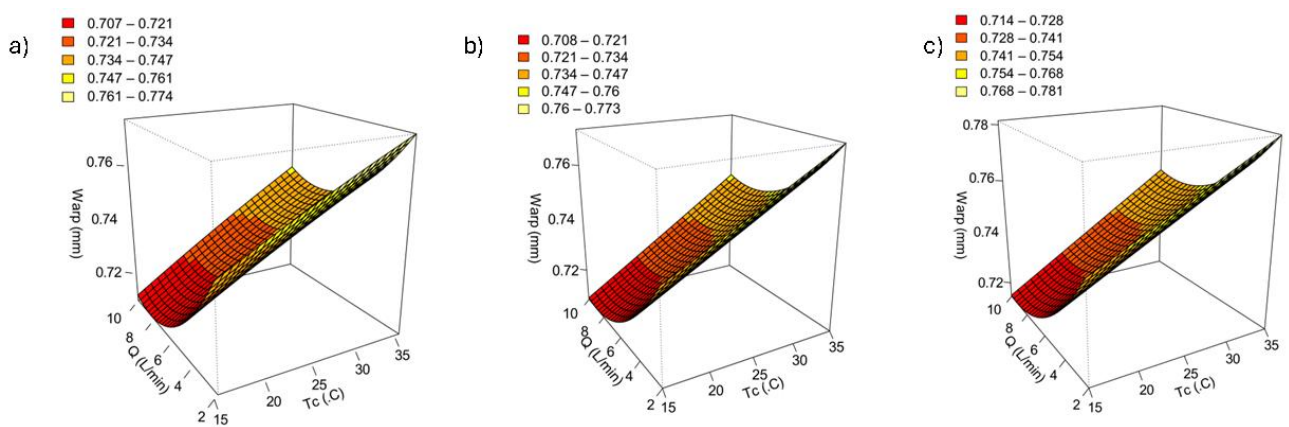 a)
0.707 – 0.721
0.721 – 0.734
0.734 – 0.747
0.747 – 0.761
0.761 – 0.774
0.76
0.74
0.72
Warp (mm)
10
8
6
4
2
Q (L/min)
15
20
25
30
35
Tc (.C)
b)
0.708 – 0.721
0.721 – 0.734
0.734 – 0.747
0.747 – 0.76
0.76 – 0.773
0.76
0.74
0.72
Warp (mm)
10
8
6
4
2
Q (L/min)
15
20
25
30
35
Tc (.C)
c)
0.714 – 0.728
0.728 – 0.741
0.741 – 0.754
0.754 – 0.768
0.768 – 0.781
0.78
0.76
0.74
0.72
Warp (mm)
10
8
6
4
2
Q (L/min)
15
20
25
30
35
Tc (.C)